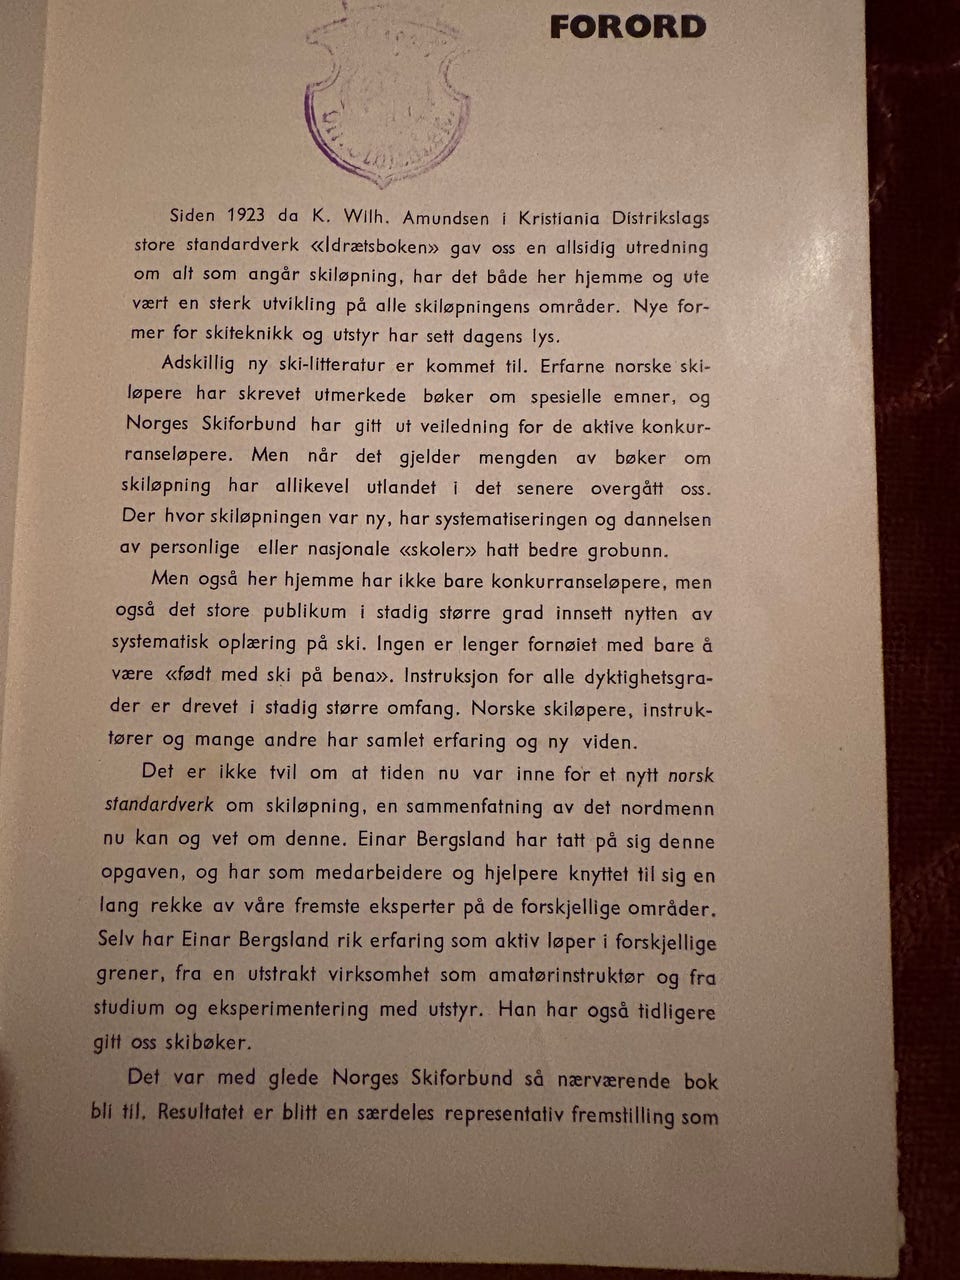 FORORD
Siden 1923 da K. Wilh. Amundsen i Kristiania Distrikslags
store standardverk «Idrætsboken» gav oss en allsidig utredning
om alt som angår skiløpning, har det både her hjemme og ute
vært en sterk utvikling på alle skiløpningens områder. Nye for-
mer for skiteknikk og utstyr har sett dagens lys.
Adskillig ny ski-litteratur er kommet til. Erfarne norske ski-
løpere har skrevet utmerkede bøker om spesielle emner, og
Norges Skiforbund har gitt ut veiledning for de aktive konkur-
ranseløpere. Men når det gjelder mengden av bøker om
skiløpning har allikevel utlandet i det senere overgått oss.
Der hvor skiløpningen var ny, har systematiseringen og dannelsen
av personlige eller nasjonale «skoler» hatt bedre grobunn.
Men også her hjemme har ikke bare konkurranseløpere, men
også det store publikum i stadig større grad innsett nytten av
systematisk oplæring på ski. Ingen er lenger fornøiet med bare å
være «født med ski på bena». Instruksjon for alle dyktighetsgra-
der er drevet i stadig større omfang. Norske skiløpere, instruk-
tører og mange andre har samlet erfaring og ny viden.
Det er ikke tvil om at tiden nu var inne for et nytt norsk
standardverk om skiløpning, en sammenfatning av det nordmenn
nu kan og vet om denne. Einar Bergsland har tatt på sig denne
opgaven, og har som medarbeidere og hjelpere knyttet til sig en
lang rekke av våre fremste eksperter på de forskjellige områder.
Selv har Einar Bergsland rik erfaring som aktiv løper i forskjellige
grener, fra en utstrakt virksomhet som amatørinstruktør og fra
studium og eksperimentering med utstyr. Han har også tidligere
gitt oss skibøker.
Det var med glede Norges Skiforbund så nærværende bok
bli til. Resultatet er blitt en særdeles representativ fremstilling som